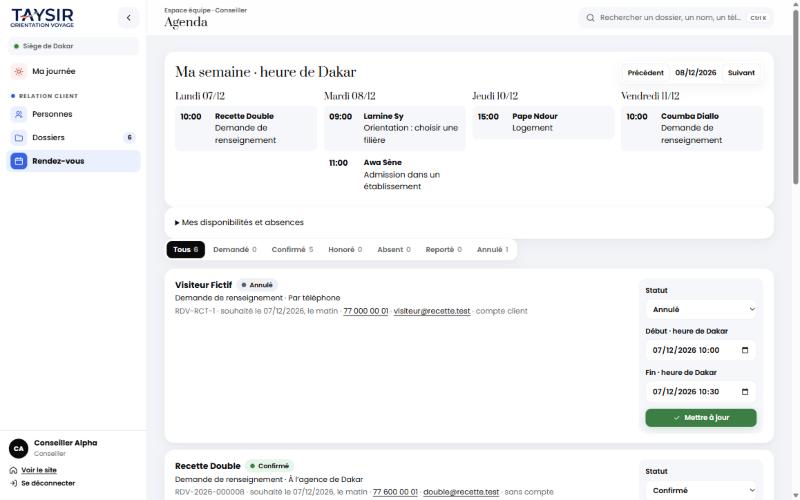 TAYSIR
ORIENTATION VOYAGE
Siège de Dakar
Ma journée
RELATION CLIENT
Personnes
Dossiers 6
Rendez-vous
CA Conseiller Alpha
Conseiller
Voir le site
Se déconnecter
Espace équipe · Conseiller
Agenda
Rechercher un dossier, un nom, un tél… Ctrl K
Ma semaine · heure de Dakar
Précédent 08/12/2026 Suivant
Lundi 07/12
10:00 Recette Double
Demande de
renseignement
Mardi 08/12
09:00 Lamine Sy
Orientation : choisir une
filière
11:00 Awa Sène
Admission dans un
établissement
Jeudi 10/12
15:00 Pape Ndour
Logement
Vendredi 11/12
10:00 Coumba Diallo
Demande de
renseignement
Mes disponibilités et absences
Tous 6 Demandé 0 Confirmé 5 Honoré 0 Absent 0 Reporté 0 Annulé 1
Visiteur Fictif Annulé
Demande de renseignement · Par téléphone
RDV-RCT-1 · souhaité le 07/12/2026, le matin · 77 000 00 01 · visiteur@recette.test · compte client
Statut
Annulé
Début · heure de Dakar
07/12/2026 10:00
Fin · heure de Dakar
07/12/2026 10:30
Mettre à jour
Recette Double Confirmé
Demande de renseignement · À l'agence de Dakar
RDV-2026-000008 · souhaité le 07/12/2026, le matin · 77 600 01 01 · double@recette.test · sans compte
Statut
Confirmé